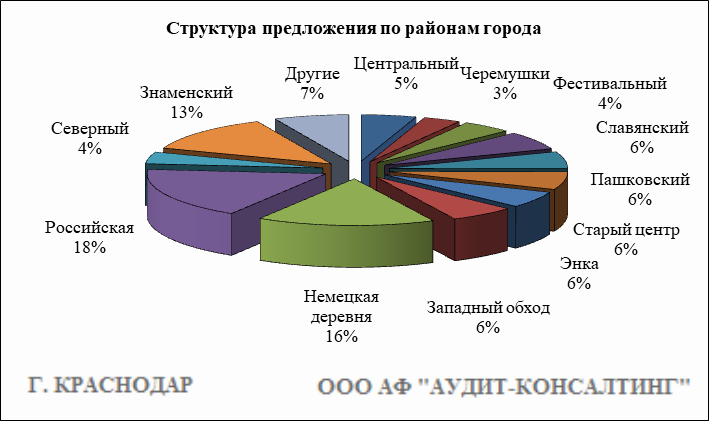 Структура предложения по районам города
Центральный
5%
Черемушки
3%
Фестивальный
4%
Славянский
6%
Пашковский
6%
Старый центр
6%
Энка
6%
Западный обход
6%
Немецкая
деревня
16%
Российская
18%
Северный
4%
Знаменский
13%
Другие
7%
Г. КРАСНОДАР
ООО АФ "АУДИТ-КОНСАЛТИНГ"